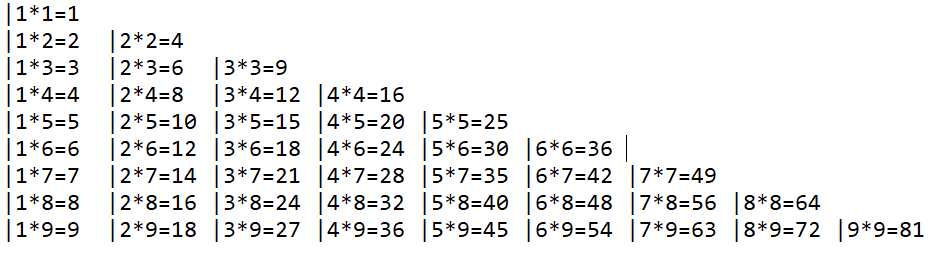 |1*1=1
|1*2=2  |2*2=4
|1*3=3  |2*3=6  |3*3=9
|1*4=4  |2*4=8  |3*4=12 |4*4=16
|1*5=5  |2*5=10 |3*5=15 |4*5=20 |5*5=25
|1*6=6  |2*6=12 |3*6=18 |4*6=24 |5*6=30 |6*6=36
|1*7=7  |2*7=14 |3*7=21 |4*7=28 |5*7=35 |6*7=42 |7*7=49
|1*8=8  |2*8=16 |3*8=24 |4*8=32 |5*8=40 |6*8=48 |7*8=56 |8*8=64
|1*9=9  |2*9=18 |3*9=27 |4*9=36 |5*9=45 |6*9=54 |7*9=63 |8*9=72 |9*9=81